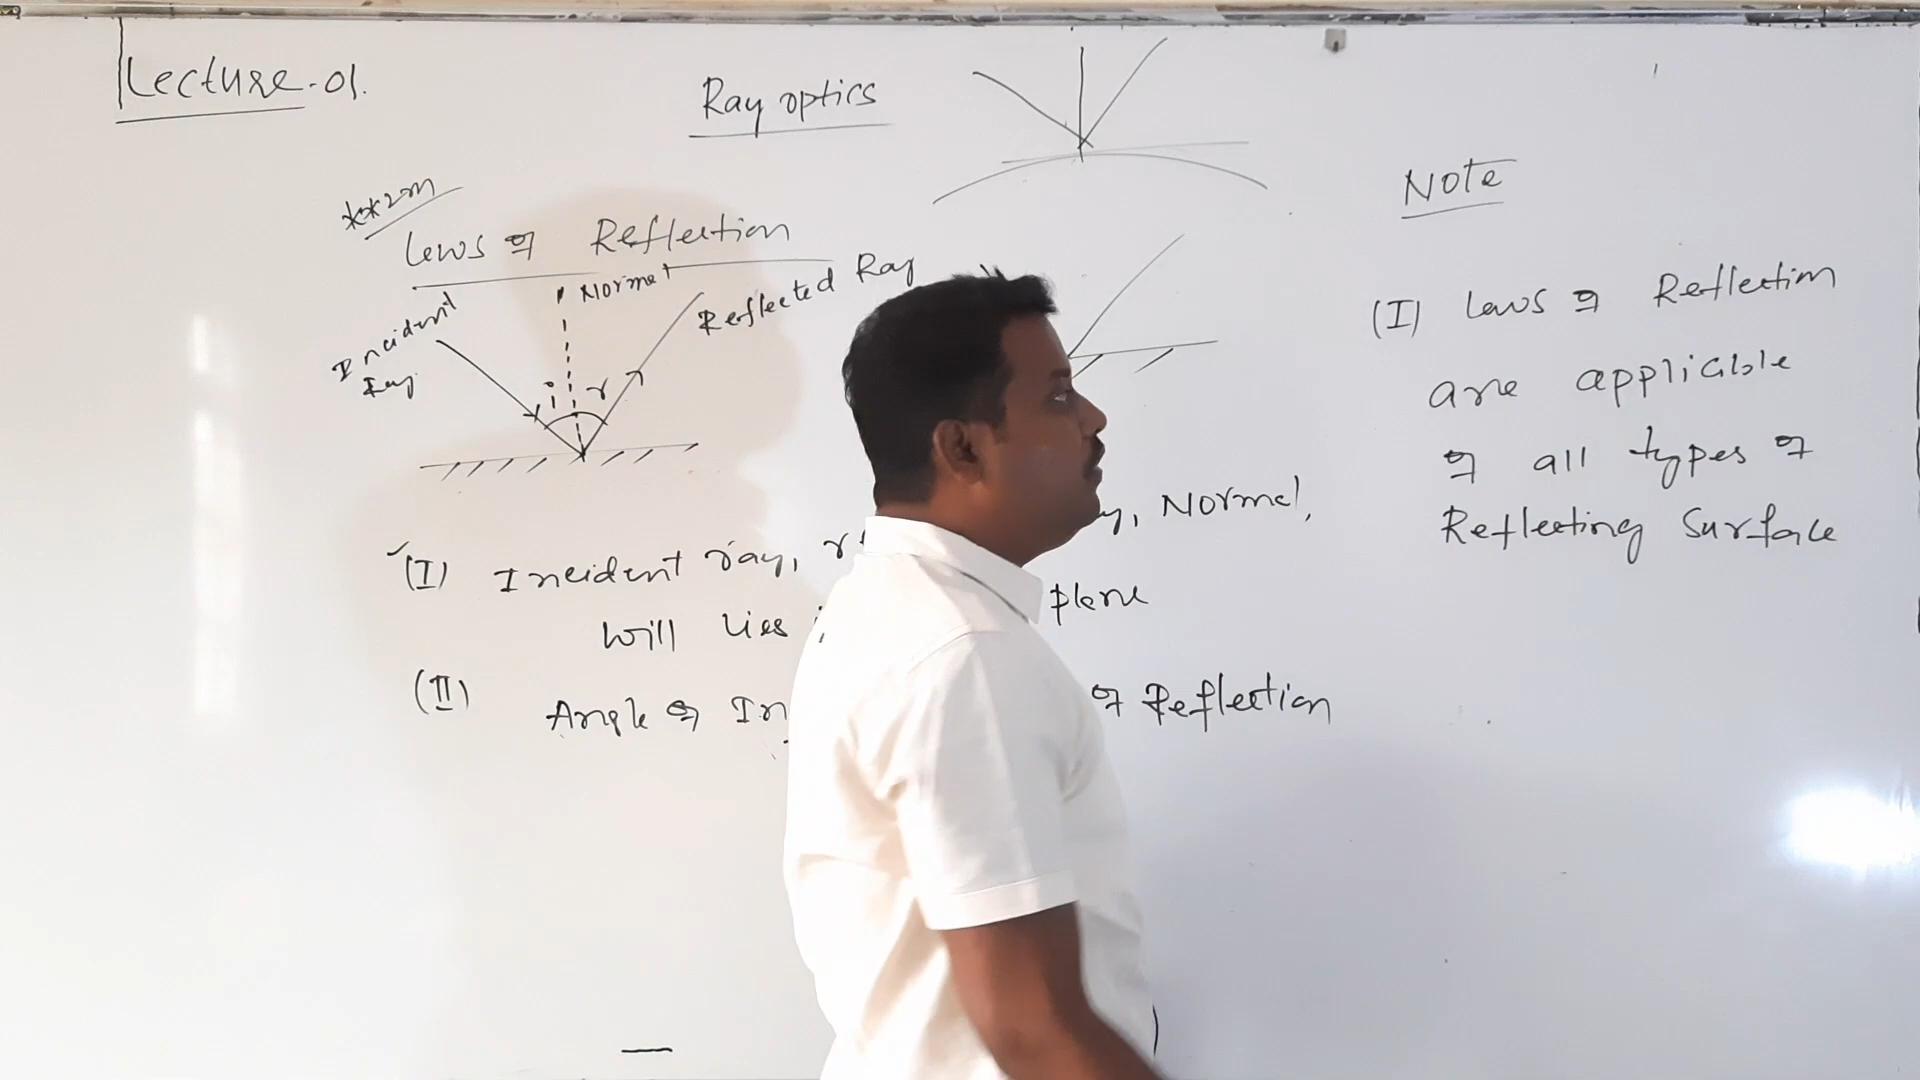 Lecture-01.
Ray optics
**2m
Laws of Reflection
Normal
Incident
Ray
Reflected Ray
i
r
(I) Incident ray, Normal,
will lies plane
(II) Angle of of Reflection
Note
(I) Laws of Reflection
are applicable
of all types of
Reflecting Surface